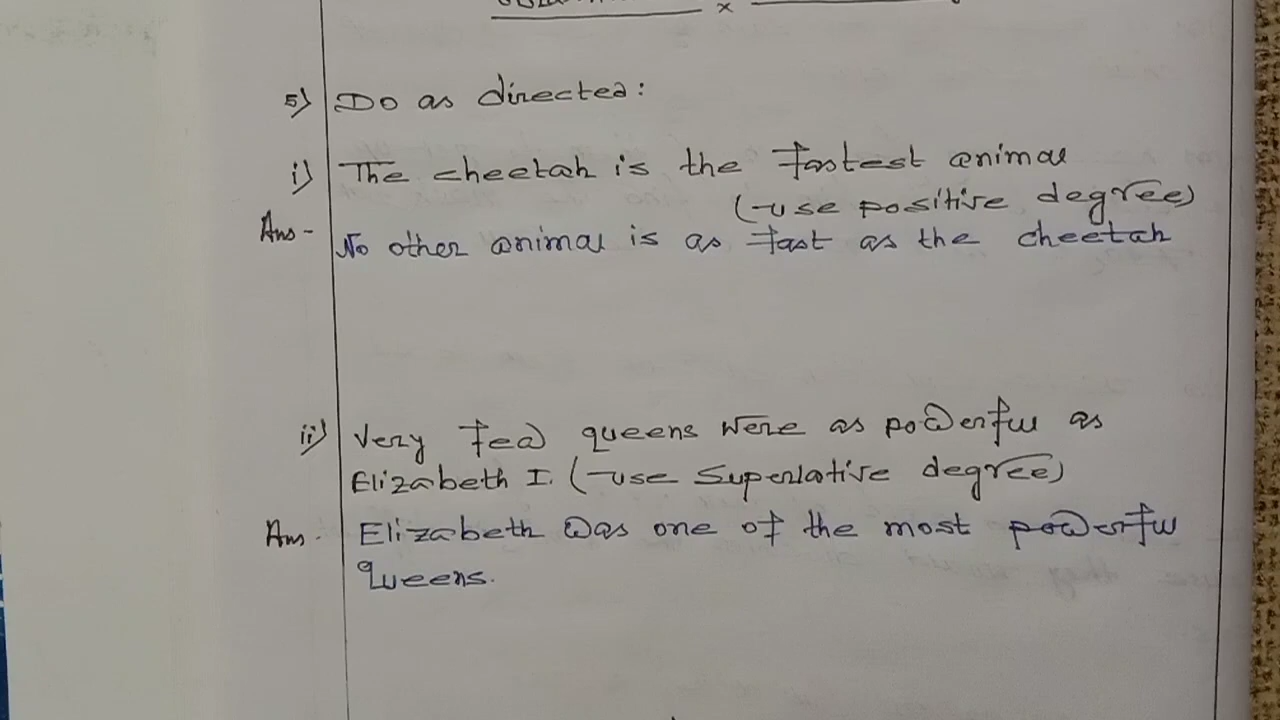 x
5) Do as directed:
i) The cheetah is the fastest animal
(use positive degree)
Ans - No other animal is as fast as the cheetah
ii) Very few queens were as powerful as
Elizabeth I. (use Superlative degree)
Ans. Elizabeth was one of the most powerful
queens.